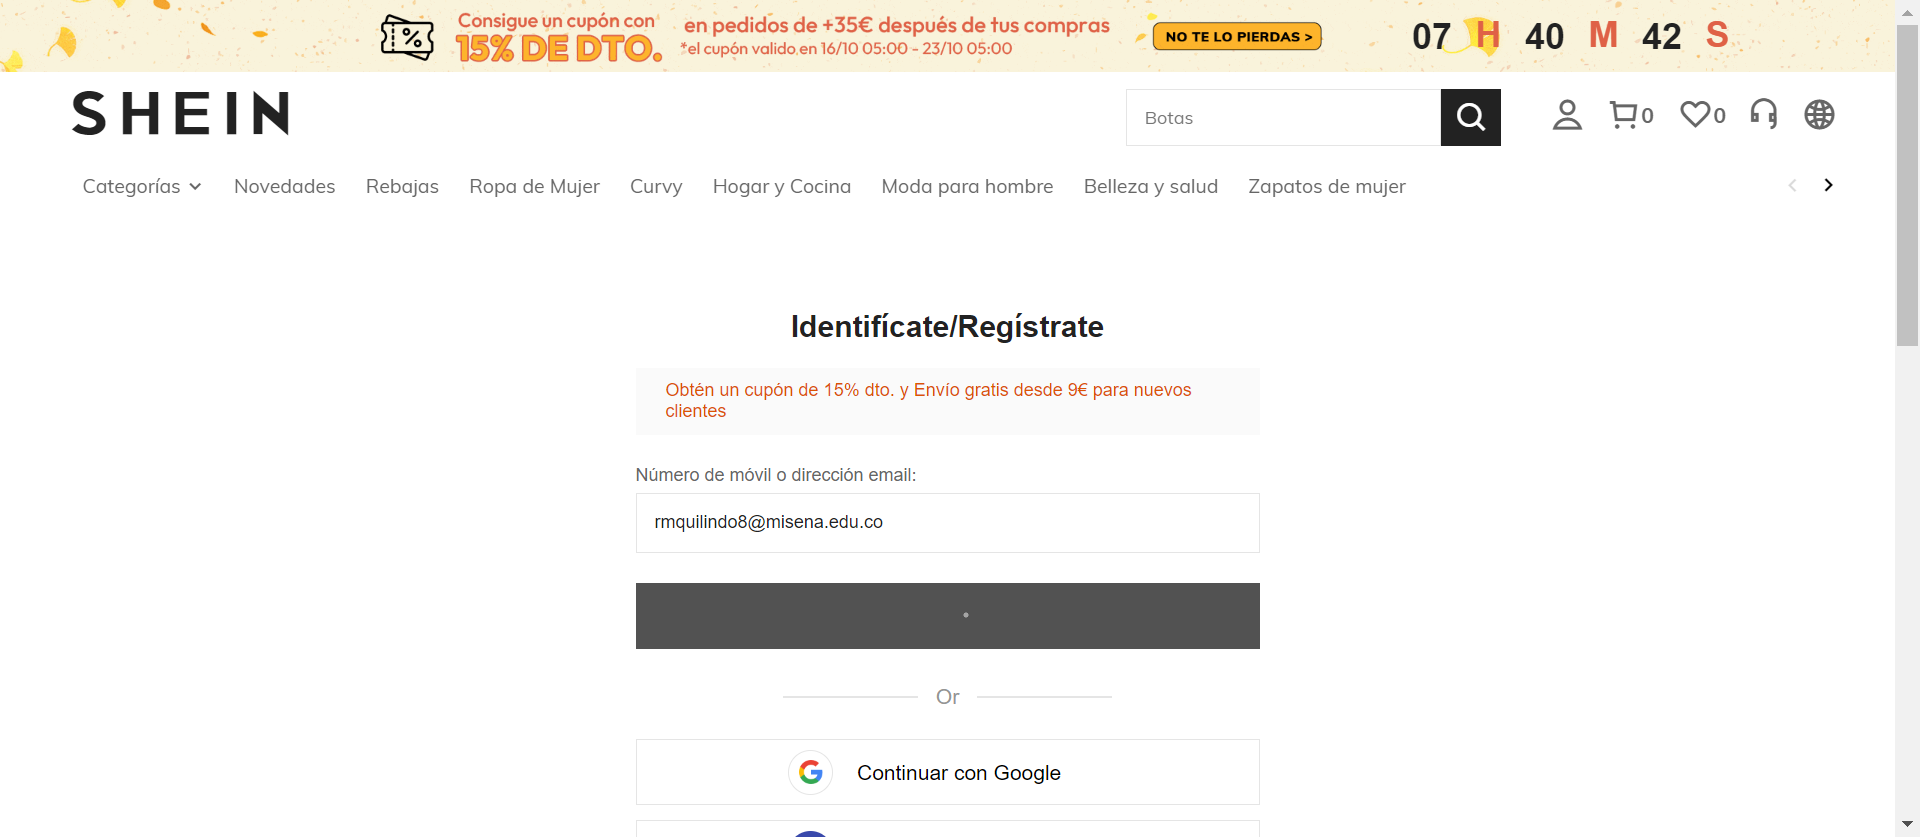 Consigue un cupón con
15% DE DTO.
en pedidos de +35€ después de tus compras
*el cupón valido en 16/10 05:00 - 23/10 05:00
NO TE LO PIERDAS >
07 H 40 M 42 S
SHEIN
Botas
0
0
Categorías
Novedades
Rebajas
Ropa de Mujer
Curvy
Hogar y Cocina
Moda para hombre
Belleza y salud
Zapatos de mujer
Identifícate/Regístrate
Obtén un cupón de 15% dto. y Envío gratis desde 9€ para nuevos
clientes
Número de móvil o dirección email:
rmquilindo8@misena.edu.co
Or
Continuar con Google